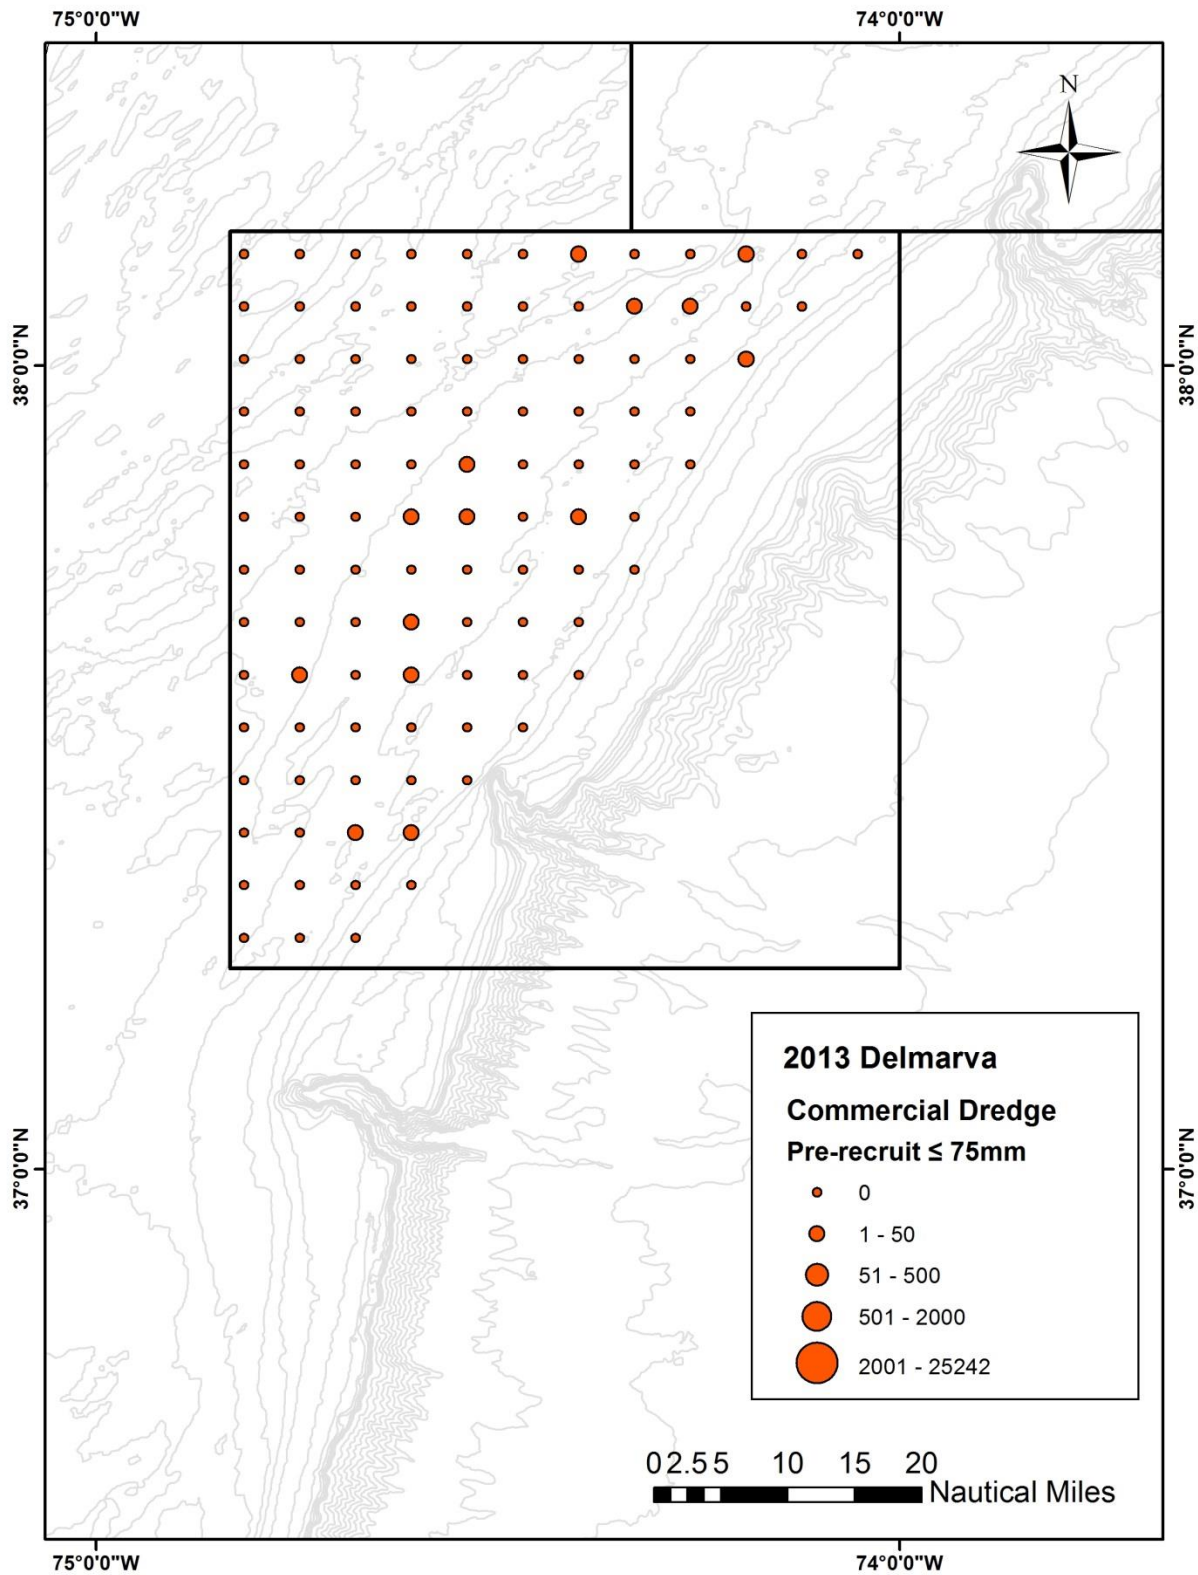 75°0'0"W 74°0'0"W
N
38°0'0"N 38°0'0"N
2013 Delmarva
Commercial Dredge
Pre-recruit ≤ 75mm
0
1 - 50
51 - 500
501 - 2000
2001 - 25242
37°0'0"N 37°0'0"N
0 2.5 5 10 15 20
Nautical Miles
75°0'0"W 74°0'0"W